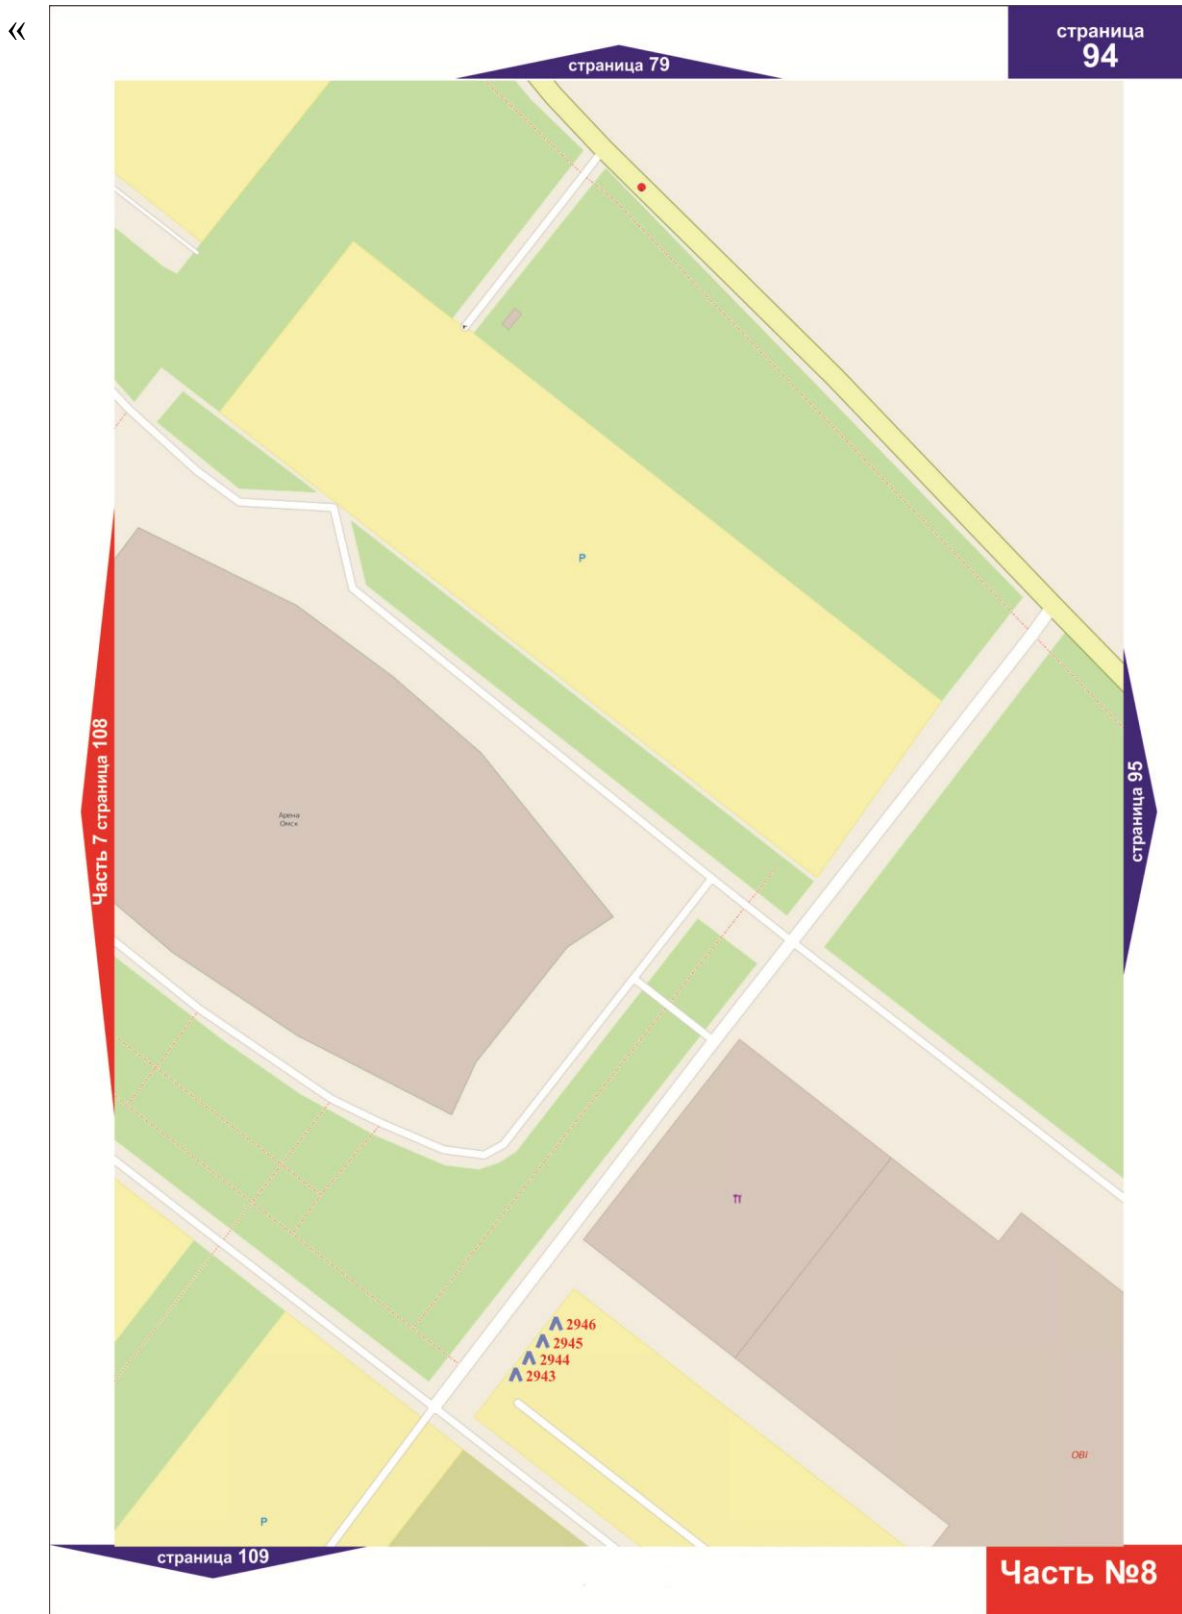 «
страница
94
страница 79
P
Часть 7 страница 108
страница 95
Арена
Омск
2946
2945
2944
2943
OBI
P
страница 109
Часть №8